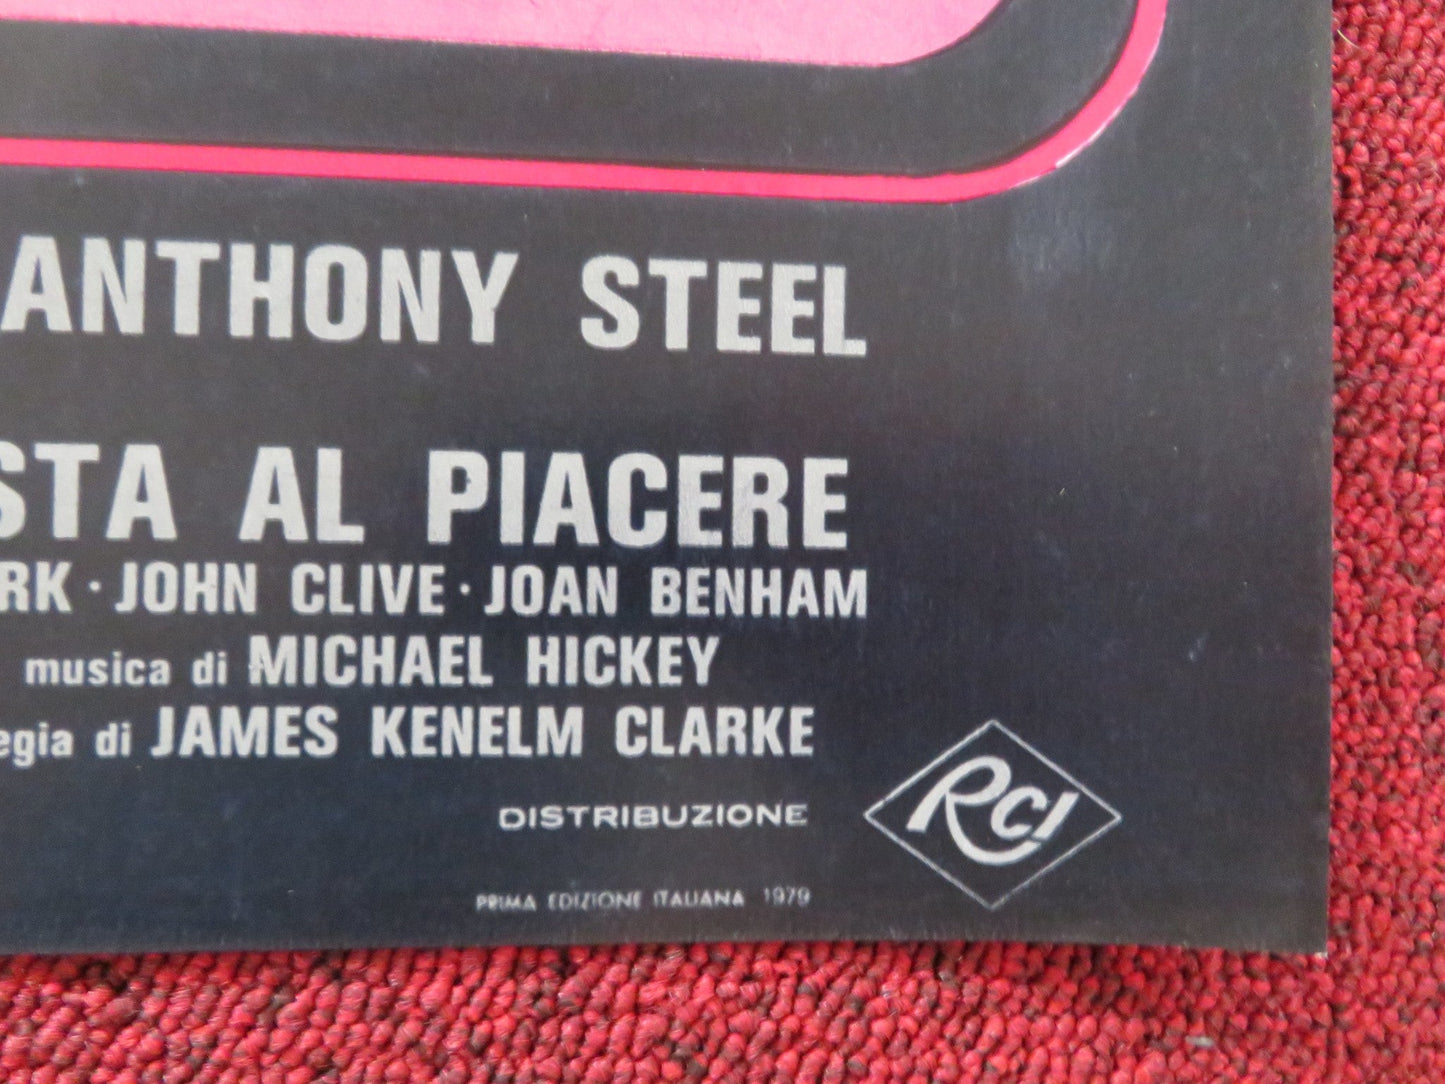 ANTHONY STEEL
STA AL PIACERE
RK · JOHN CLIVE · JOAN BENHAM
musica di MICHAEL HICKEY
egia di JAMES KENELM CLARKE
DISTRIBUZIONE RCI
PRIMA EDIZIONE ITALIANA 1979